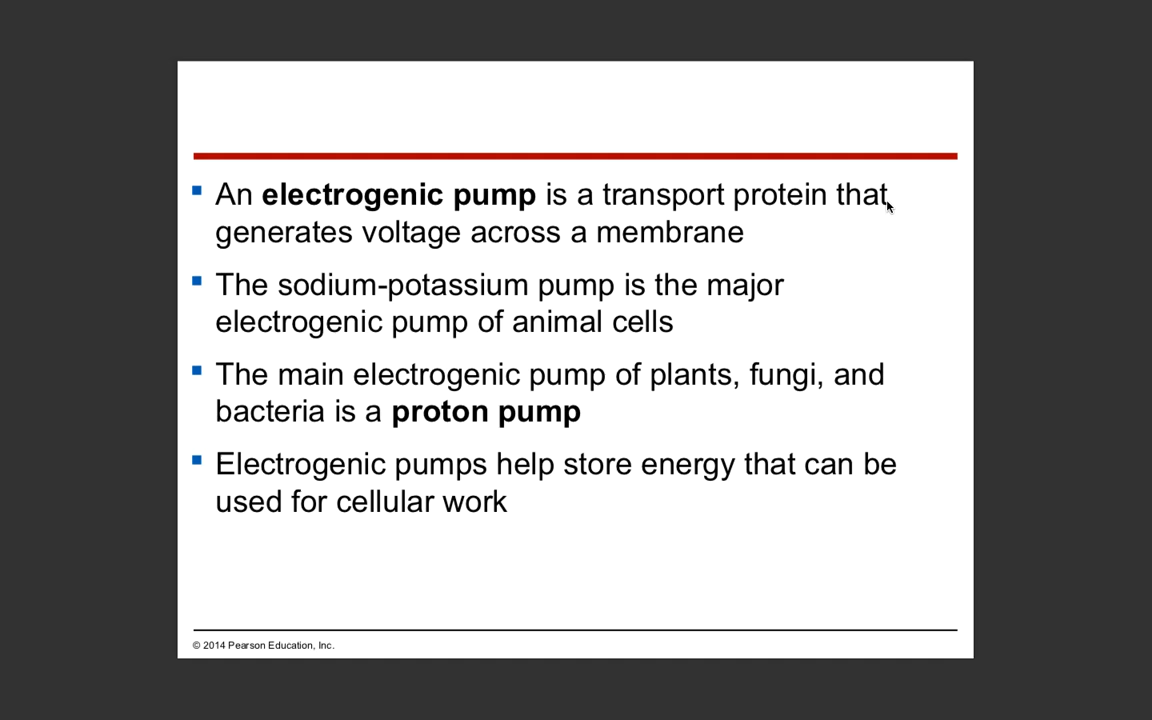 An electrogenic pump is a transport protein that
generates voltage across a membrane
The sodium-potassium pump is the major
electrogenic pump of animal cells
The main electrogenic pump of plants, fungi, and
bacteria is a proton pump
Electrogenic pumps help store energy that can be
used for cellular work
© 2014 Pearson Education, Inc.